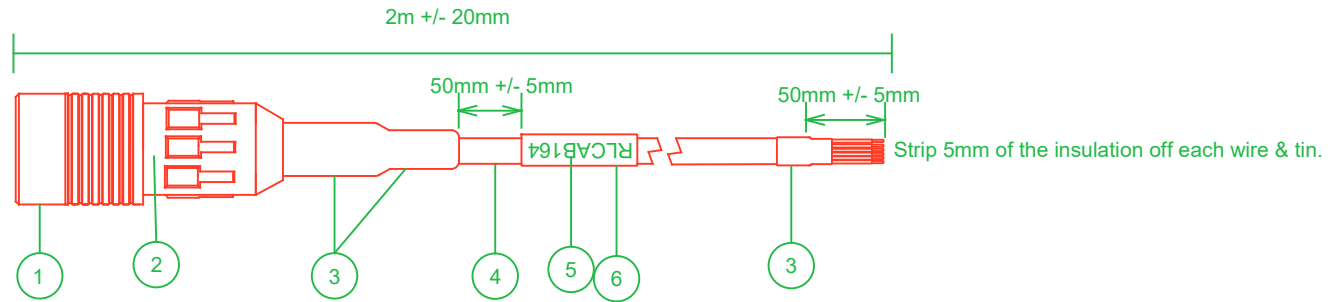 2m +/- 20mm
50mm +/- 5mm
50mm +/- 5mm
RLCAB164
Strip 5mm of the insulation off each wire & tin.
1
2
3
4
5
6
3